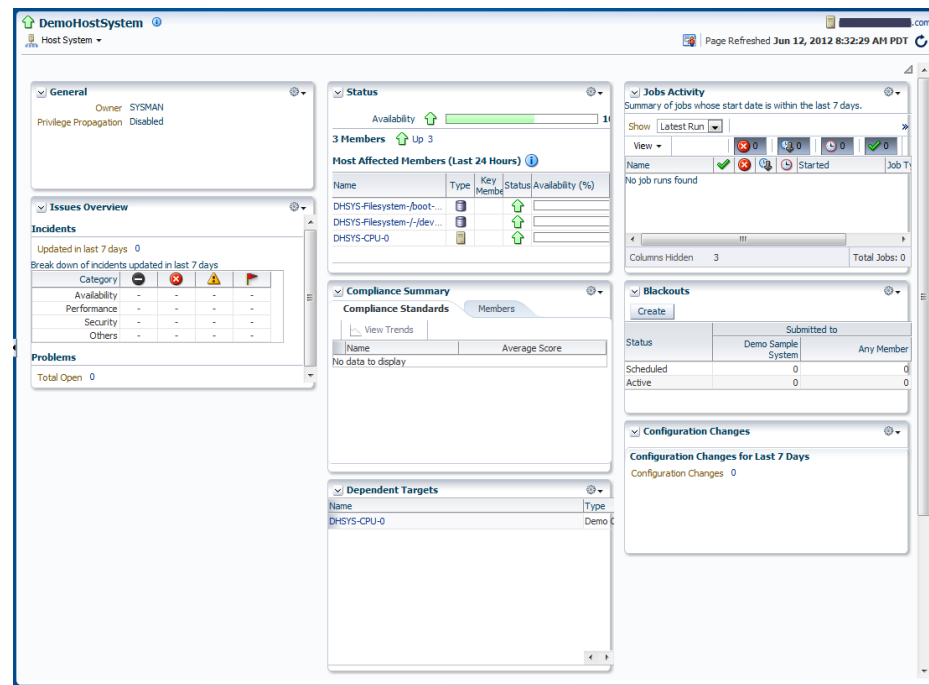 DemoHostSystem
.com
Host System
Page Refreshed Jun 12, 2012 8:32:29 AM PDT
General
Owner SYSMAN
Privilege Propagation Disabled
Issues Overview
Incidents
Updated in last 7 days 0
Break down of incidents updated in last 7 days
Category
Availability - - - -
Performance - - - -
Security - - - -
Others - - - -
Problems
Total Open 0
Status
Availability
3 Members Up 3
Most Affected Members (Last 24 Hours)
Name Type Key Membe Status Availability (%)
DHSYS-Filesystem-/boot-...
DHSYS-Filesystem-/-/dev...
DHSYS-CPU-0
Compliance Summary
Compliance Standards Members
View Trends
Name Average Score
No data to display
Dependent Targets
Name Type
DHSYS-CPU-0 Demo
Jobs Activity
Summary of jobs whose start date is within the last 7 days.
Show Latest Run
View 0 0 0 0
Name Started Job Ty
No job runs found
Columns Hidden 3 Total Jobs: 0
Blackouts
Create
Submitted to
Status Demo Sample System Any Member
Scheduled 0 0
Active 0 0
Configuration Changes
Configuration Changes for Last 7 Days
Configuration Changes 0